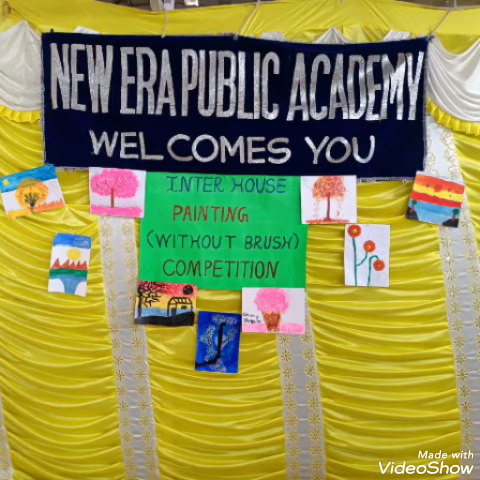 NEW ERA PUBLIC ACADEMY
WELCOMES YOU
INTER HOUSE
PAINTING
(WITHOUT BRUSH)
COMPETITION
Made with
VideoShow